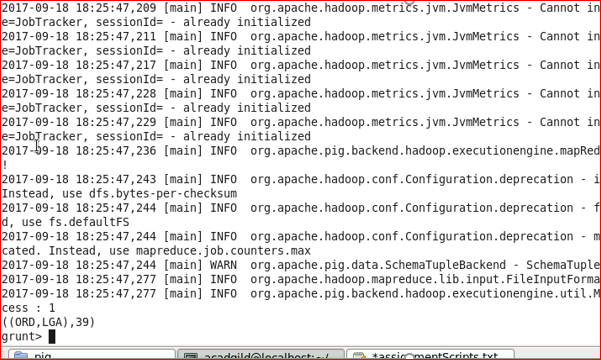 2017-09-18 18:25:47,209 [main] INFO  org.apache.hadoop.metrics.jvm.JvmMetrics - Cannot in
e=JobTracker, sessionId= - already initialized
2017-09-18 18:25:47,211 [main] INFO  org.apache.hadoop.metrics.jvm.JvmMetrics - Cannot in
e=JobTracker, sessionId= - already initialized
2017-09-18 18:25:47,217 [main] INFO  org.apache.hadoop.metrics.jvm.JvmMetrics - Cannot in
e=JobTracker, sessionId= - already initialized
2017-09-18 18:25:47,228 [main] INFO  org.apache.hadoop.metrics.jvm.JvmMetrics - Cannot in
e=JobTracker, sessionId= - already initialized
2017-09-18 18:25:47,229 [main] INFO  org.apache.hadoop.metrics.jvm.JvmMetrics - Cannot in
e=JobTracker, sessionId= - already initialized
2017-09-18 18:25:47,236 [main] INFO  org.apache.pig.backend.hadoop.executionengine.mapRed
!
2017-09-18 18:25:47,243 [main] INFO  org.apache.hadoop.conf.Configuration.deprecation - i
Instead, use dfs.bytes-per-checksum
2017-09-18 18:25:47,244 [main] INFO  org.apache.hadoop.conf.Configuration.deprecation - f
d, use fs.defaultFS
2017-09-18 18:25:47,244 [main] INFO  org.apache.hadoop.conf.Configuration.deprecation - m
cated. Instead, use mapreduce.job.counters.max
2017-09-18 18:25:47,244 [main] WARN  org.apache.pig.data.SchemaTupleBackend - SchemaTuple
2017-09-18 18:25:47,277 [main] INFO  org.apache.hadoop.mapreduce.lib.input.FileInputForma
2017-09-18 18:25:47,277 [main] INFO  org.apache.pig.backend.hadoop.executionengine.util.M
cess : 1
((ORD,LGA),39)
grunt>
pig acadgild@localhost:~/ *assignmentScripts.txt